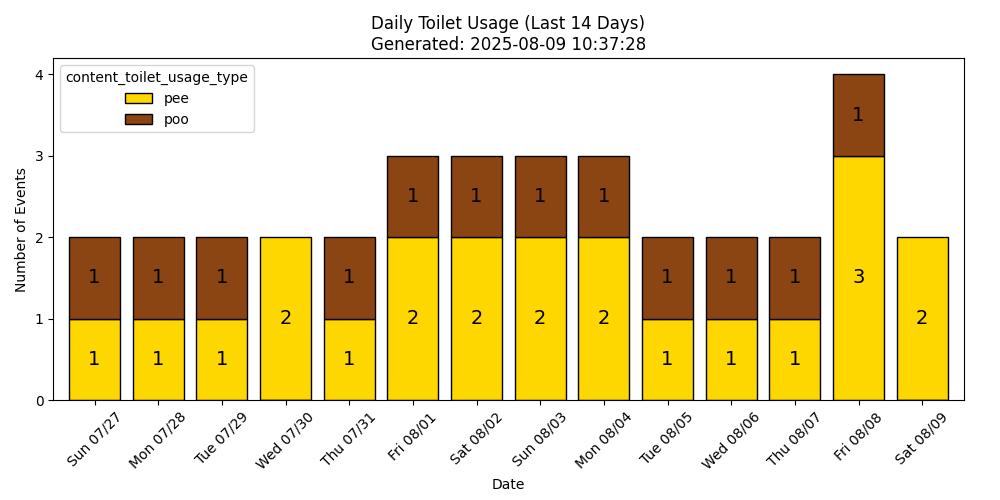 Daily Toilet Usage (Last 14 Days)
Generated: 2025-08-09 10:37:28
content_toilet_usage_type
pee
poo
Number of Events
4
3
2
1
0
1 1 1 1 1 1 1 1 1 1 1 1
1 1 1 2 1 2 2 2 2 1 1 1 3 2
Sun 07/27
Mon 07/28
Tue 07/29
Wed 07/30
Thu 07/31
Fri 08/01
Sat 08/02
Sun 08/03
Mon 08/04
Tue 08/05
Wed 08/06
Thu 08/07
Fri 08/08
Sat 08/09
Date